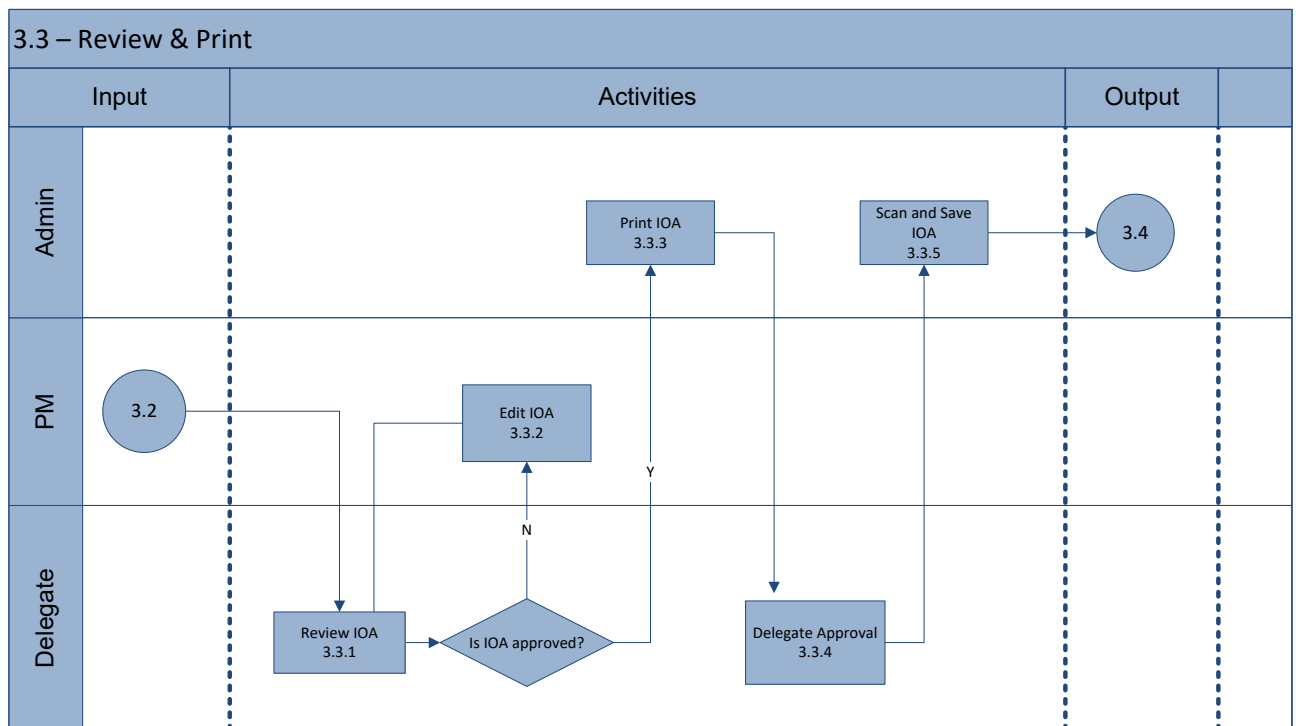 3.3 – Review & Print
Input
Activities
Output
Admin
Print IOA
3.3.3
Scan and Save
IOA
3.3.5
3.4
PM
3.2
Edit IOA
3.3.2
Y
N
Delegate
Review IOA
3.3.1
Is IOA approved?
Delegate Approval
3.3.4